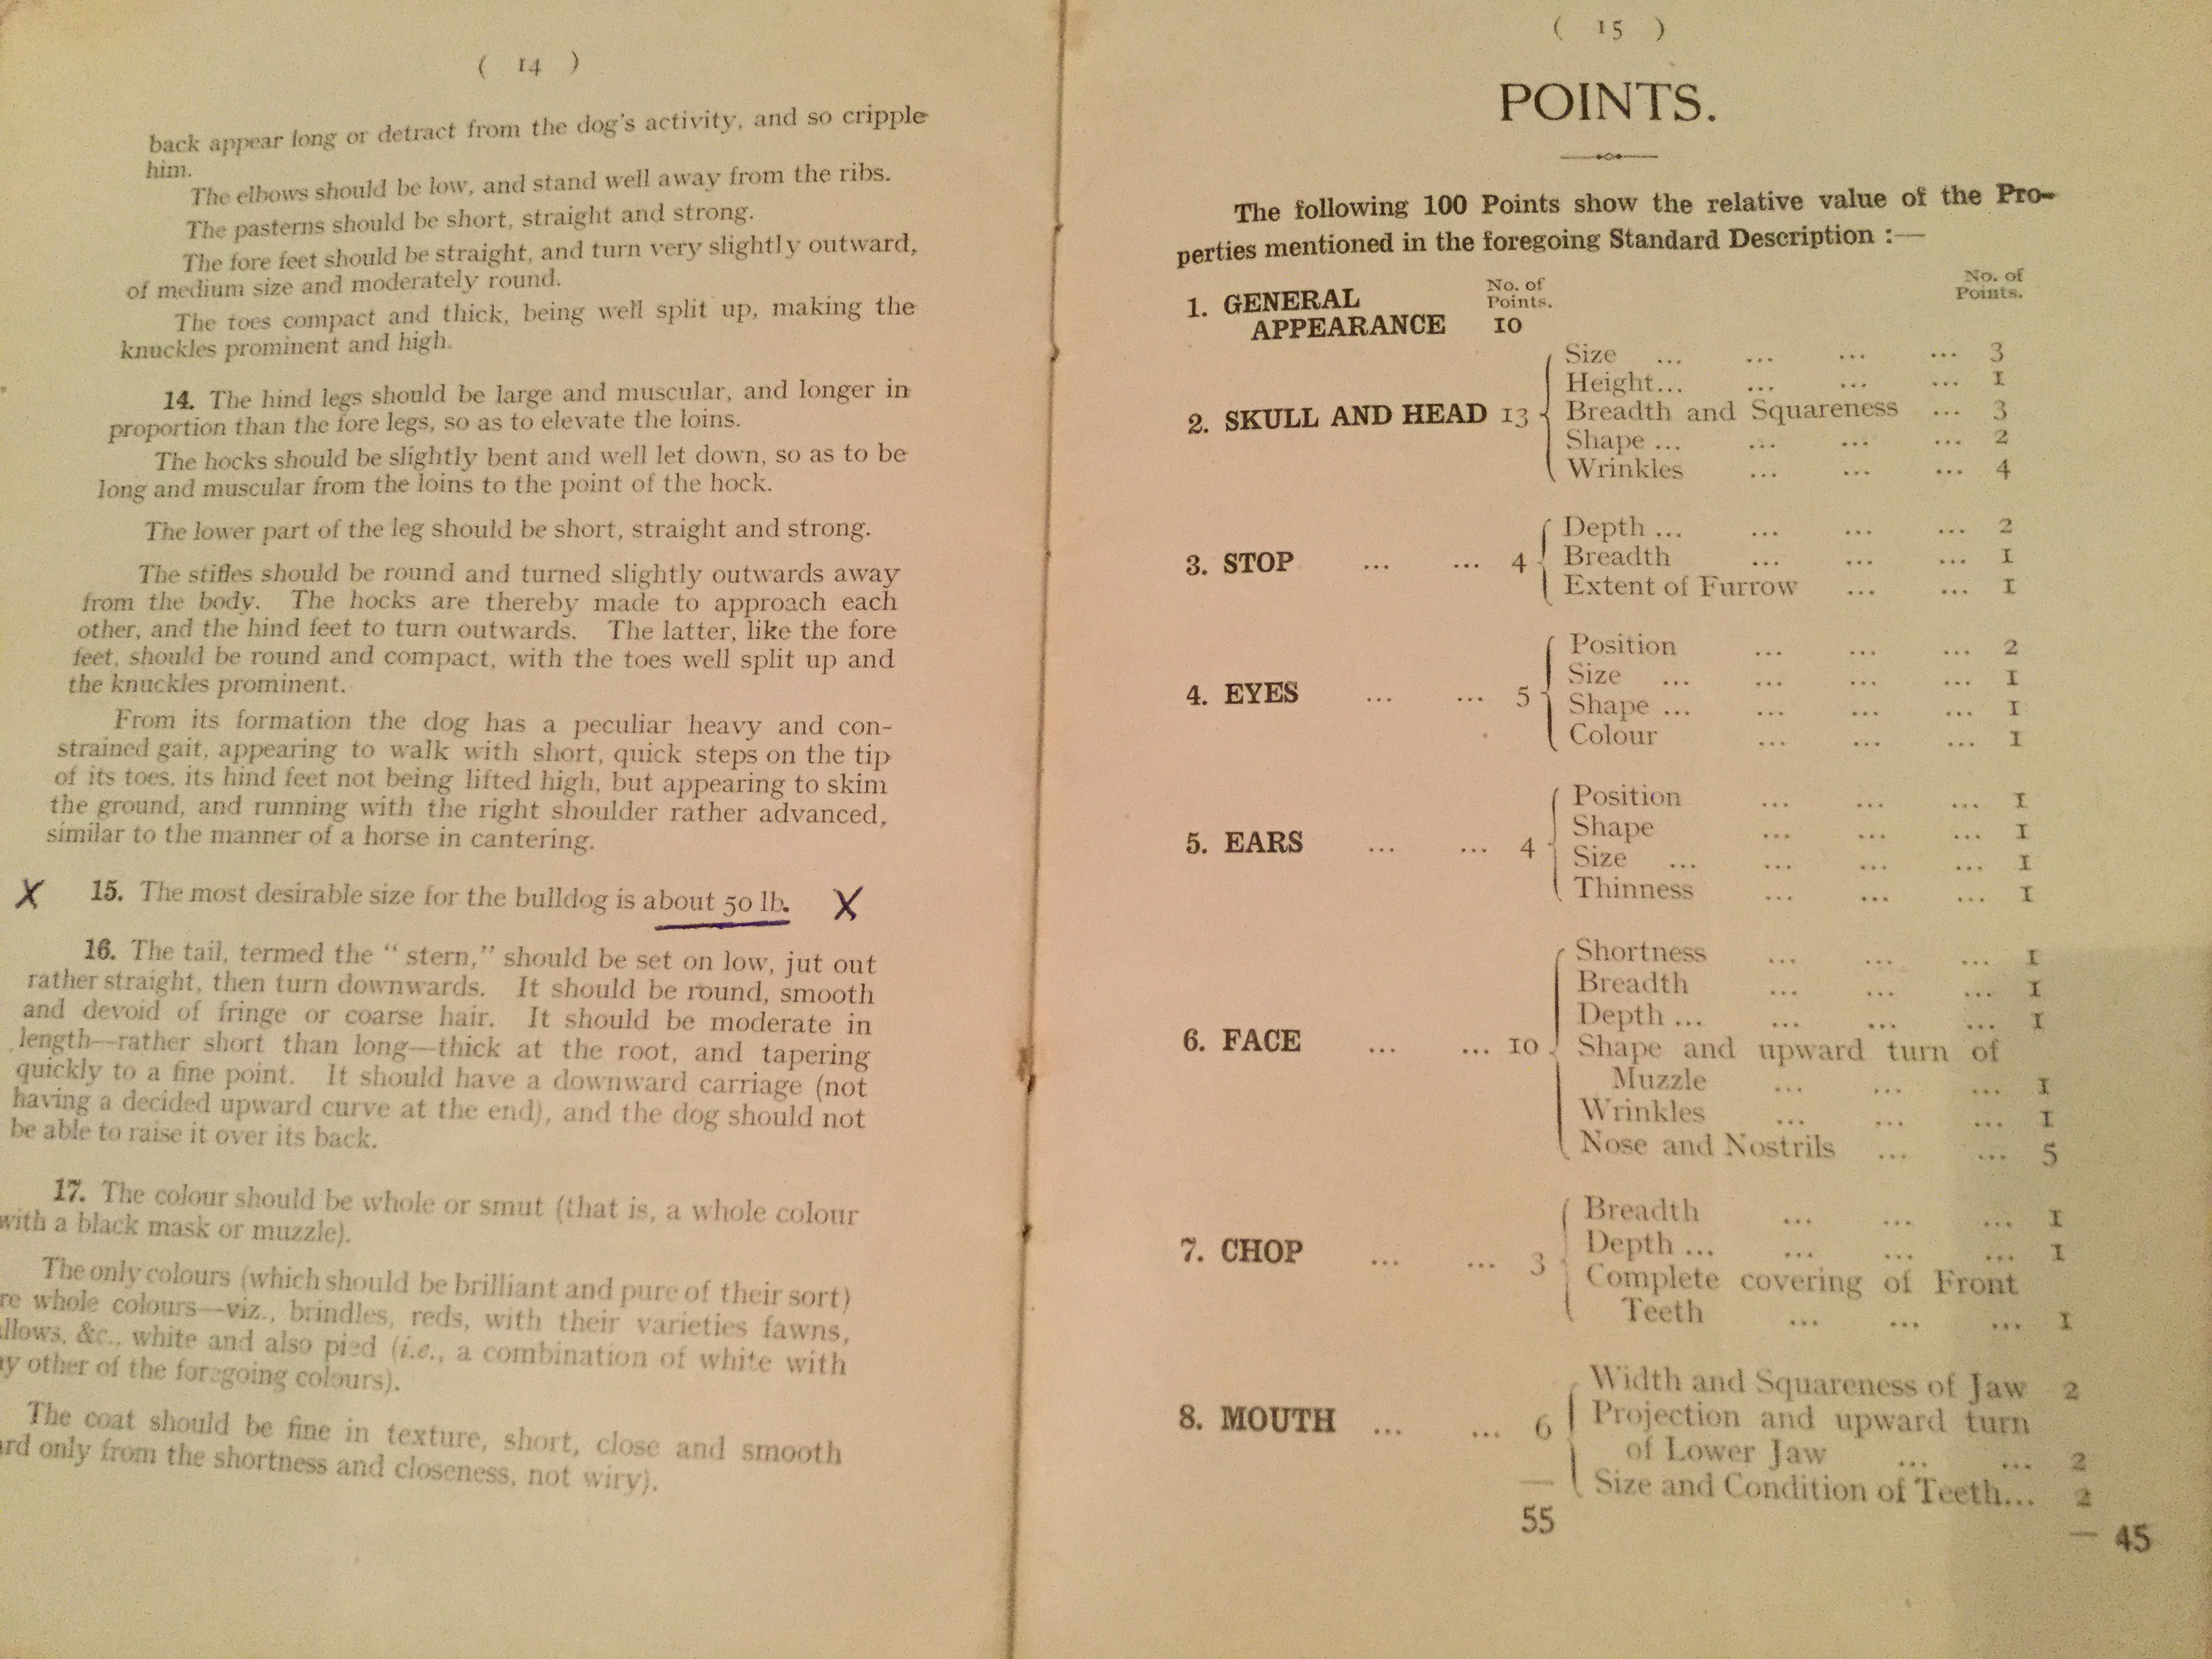 ( 14 )
back appear long or detract from the dog's activity, and so cripple
him.
The elbows should be low, and stand well away from the ribs.
The pasterns should be short, straight and strong.
The fore feet should be straight, and turn very slightly outward,
of medium size and moderately round.
The toes compact and thick, being well split up, making the
knuckles prominent and high.
14. The hind legs should be large and muscular, and longer in
proportion than the fore legs, so as to elevate the loins.
The hocks should be slightly bent and well let down, so as to be
long and muscular from the loins to the point of the hock.
The lower part of the leg should be short, straight and strong.
The stifles should be round and turned slightly outwards away
from the body. The hocks are thereby made to approach each
other, and the hind feet to turn outwards. The latter, like the fore
feet, should be round and compact, with the toes well split up and
the knuckles prominent.
From its formation the dog has a peculiar heavy and con-
strained gait, appearing to walk with short, quick steps on the tip
of its toes, its hind feet not being lifted high, but appearing to skim
the ground, and running with the right shoulder rather advanced,
similar to the manner of a horse in cantering.
X 15. The most desirable size for the bulldog is about 50 lb. X
16. The tail, termed the “stern,” should be set on low, jut out
rather straight, then turn downwards. It should be round, smooth
and devoid of fringe or coarse hair. It should be moderate in
length—rather short than long—thick at the root, and tapering
quickly to a fine point. It should have a downward carriage (not
having a decided upward curve at the end), and the dog should not
be able to raise it over its back.
17. The colour should be whole or smut (that is, a whole colour
with a black mask or muzzle).
The only colours (which should be brilliant and pure of their sort)
re whole colours—viz., brindles, reds, with their varieties fawns,
llows, &c., white and also pied (i.e., a combination of white with
y other of the foregoing colours).
The coat should be fine in texture, short, close and smooth
rd only from the shortness and closeness, not wiry).
( 15 )
POINTS.
The following 100 Points show the relative value of the Pro-
perties mentioned in the foregoing Standard Description :—
No. of Points. No. of Points.
1. GENERAL
APPEARANCE 10
2. SKULL AND HEAD 13
Size ... ... ... ... 3
Height... ... ... ... 1
Breadth and Squareness ... 3
Shape ... ... ... ... 2
Wrinkles ... ... ... 4
3. STOP ... ... 4
Depth ... ... ... ... 2
Breadth ... ... ... 1
Extent of Furrow ... ... 1
4. EYES ... ... 5
Position ... ... ... 2
Size ... ... ... ... 1
Shape ... ... ... ... 1
Colour ... ... ... 1
5. EARS ... ... 4
Position ... ... ... 1
Shape ... ... ... 1
Size ... ... ... ... 1
Thinness ... ... ... 1
6. FACE ... ... 10
Shortness ... ... ... 1
Breadth ... ... ... 1
Depth ... ... ... ... 1
Shape and upward turn of
Muzzle ... ... ... 1
Wrinkles ... ... ... 1
Nose and Nostrils ... ... 5
7. CHOP ... ... 3
Breadth ... ... ... 1
Depth ... ... ... ... 1
Complete covering of Front
Teeth ... ... ... 1
8. MOUTH ... ... 6
Width and Squareness of Jaw 2
Projection and upward turn
of Lower Jaw ... ... 2
Size and Condition of Teeth... 2
55 — 45